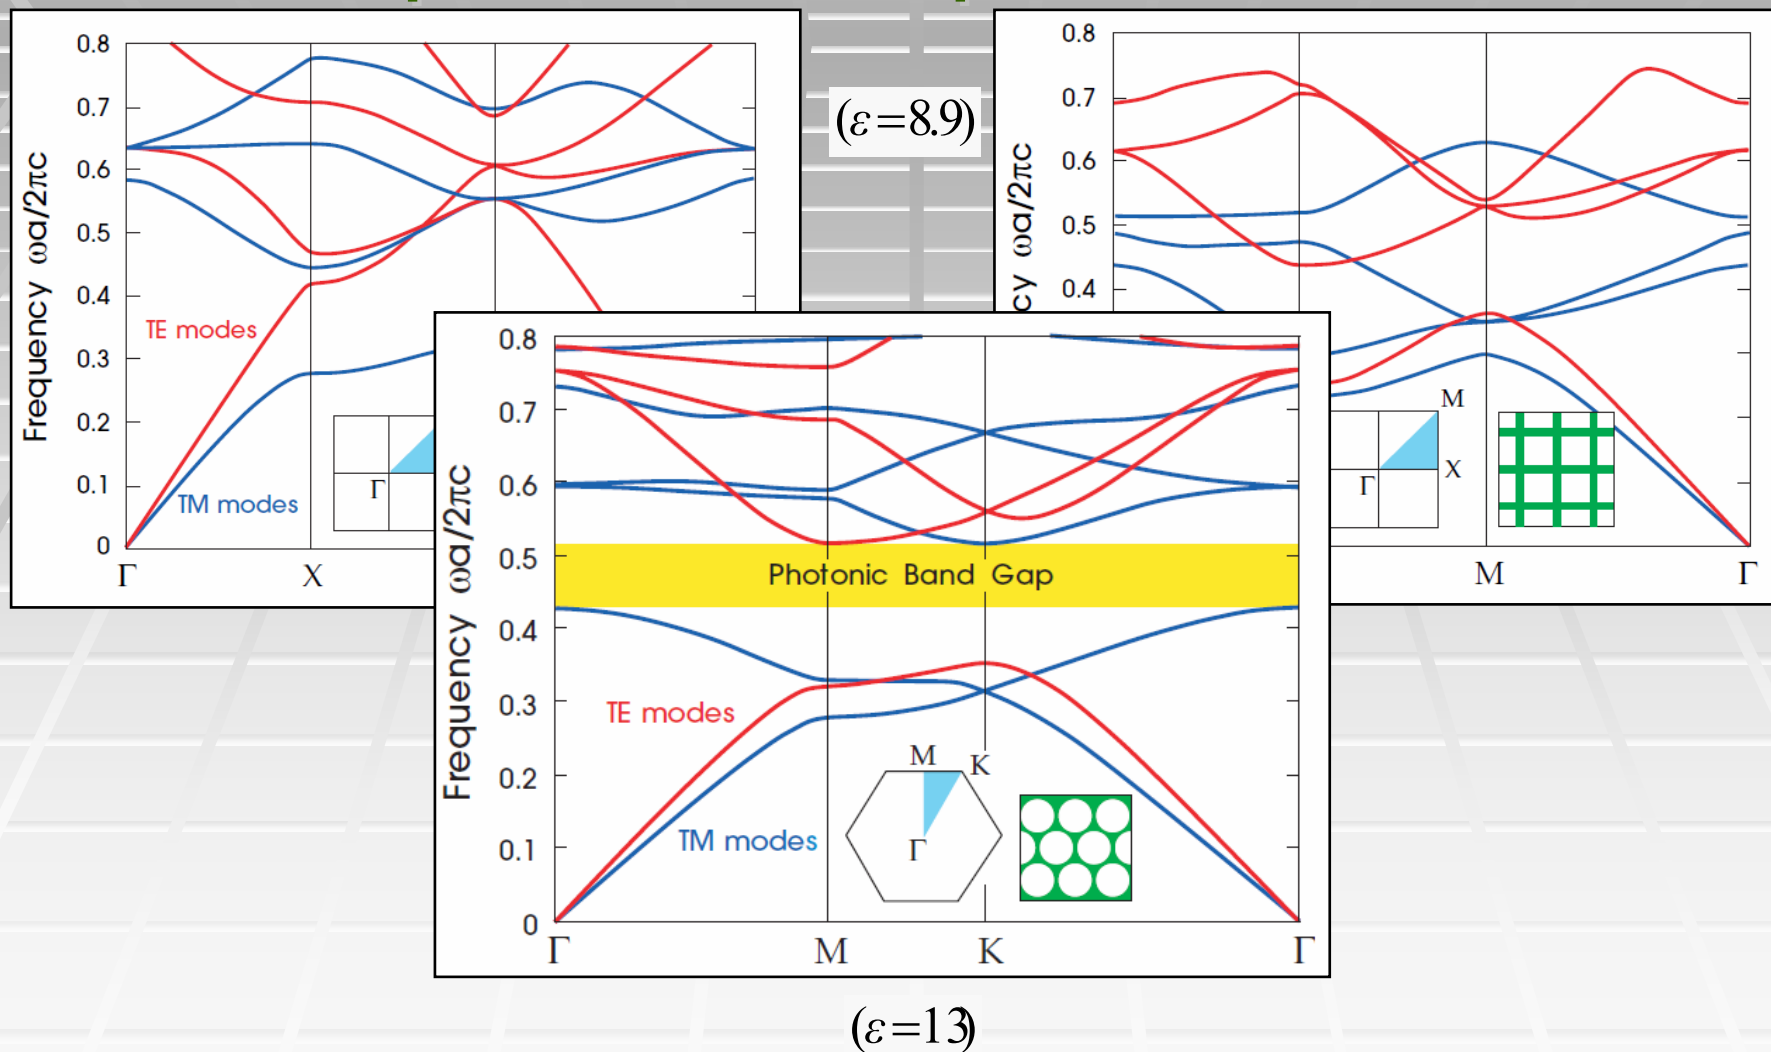 0.8
0.7
0.6
0.5
0.4
0.3
0.2
0.1
0
Frequency ωa/2πc
TE modes
TM modes
Γ
Γ X
(ε=8.9)
0.8
0.7
0.6
0.5
0.4
cy ωa/2πc
M
X
Γ
M Γ
0.8
0.7
0.6
0.5
0.4
0.3
0.2
0.1
0
Frequency ωa/2πc
Photonic Band Gap
TE modes
TM modes
M K
Γ
Γ M K Γ
(ε=13)